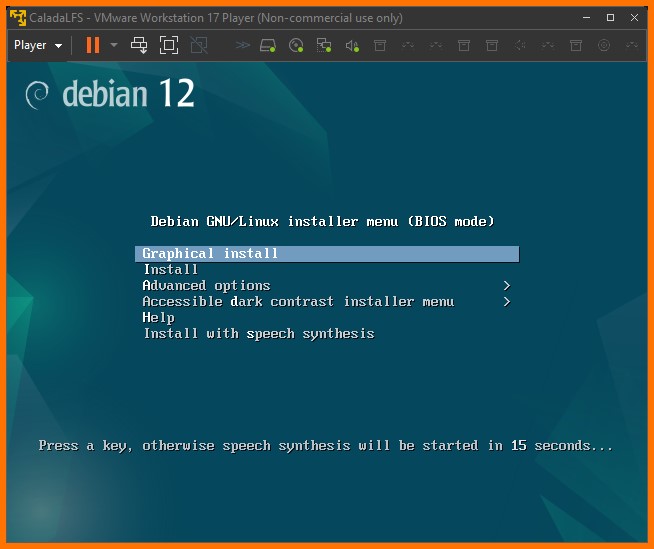 CaladaLFS - VMware Workstation 17 Player (Non-commercial use only)
Player
debian 12
Debian GNU/Linux installer menu (BIOS mode)
Graphical install
Install
Advanced options >
Accessible dark contrast installer menu >
Help
Install with speech synthesis
Press a key, otherwise speech synthesis will be started in 15 seconds...